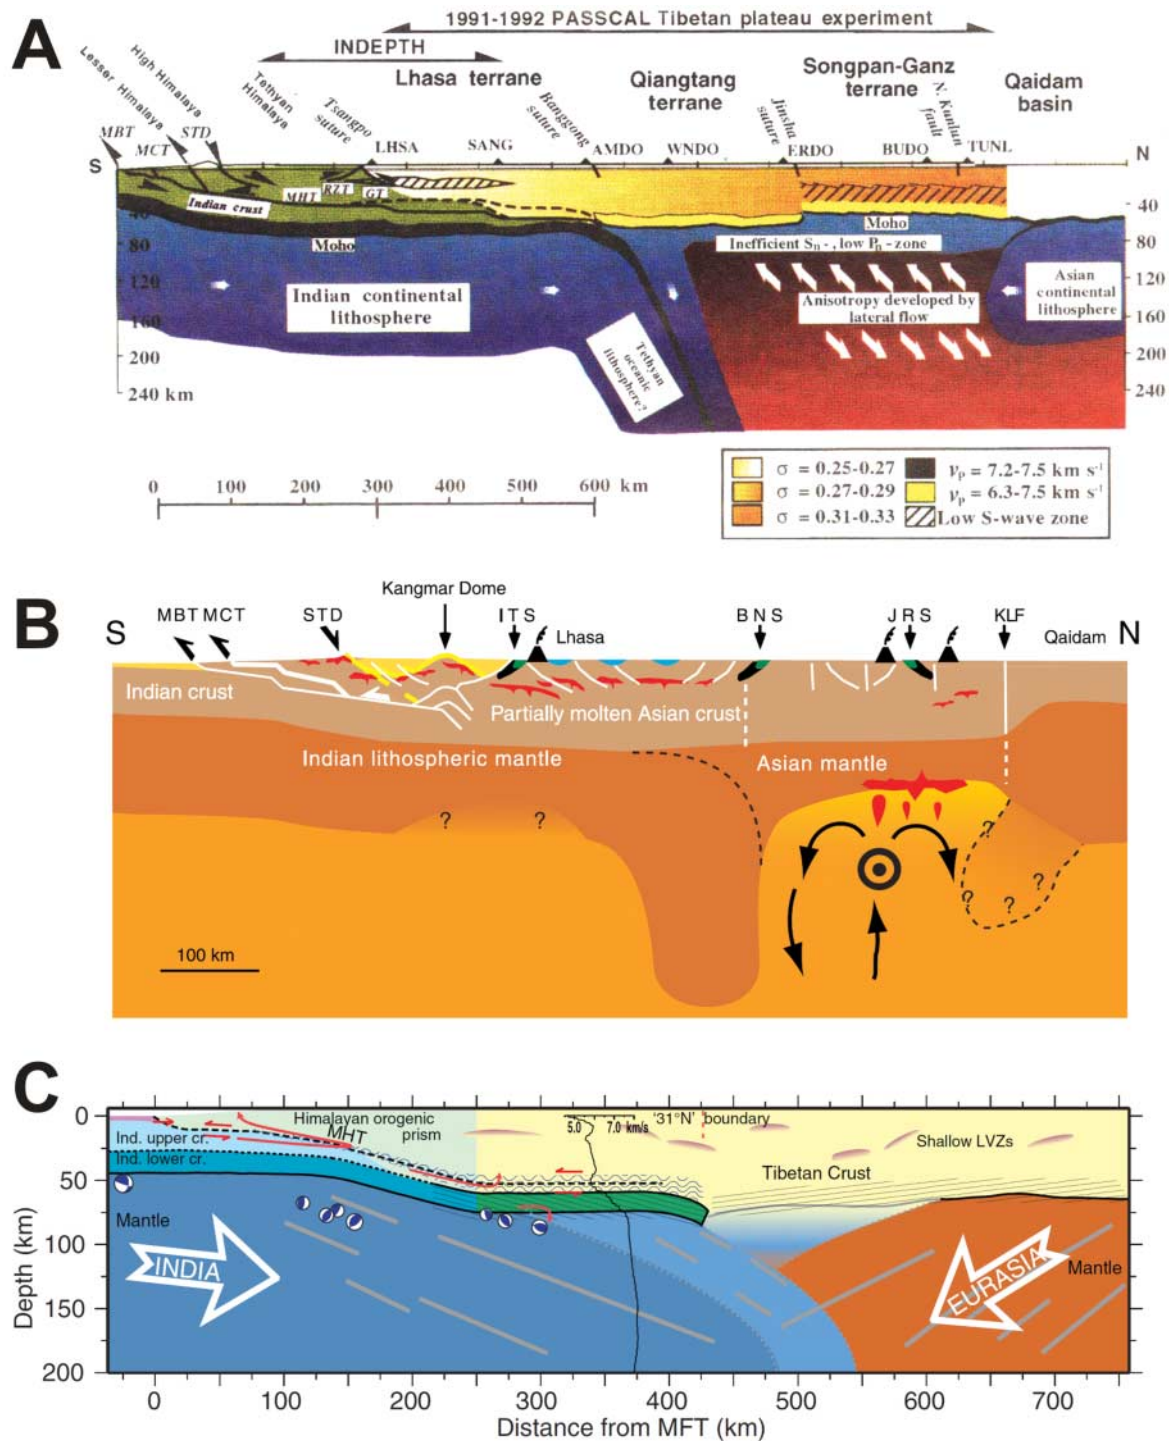 A
1991-1992 PASSCAL Tibetan plateau experiment
INDEPTH
Lhasa terrane
Qiangtang terrane
Songpan-Ganz terrane
Qaidam basin
Lesser Himalaya
High Himalaya
Tethyan Himalaya
Tsangpo suture
Banggong suture
Jinsha suture
N. Kunlun fault
MBT
MCT
STD
LHSA
SANG
AMDO
WNDO
ERDO
BUDO
TUNL
S
N
0
0
40
40
80
80
120
120
160
160
200
200
240 km
240
MHT
RZT
GT
Indian crust
Moho
Moho
Inefficient Sn-, low Pn-zone
Indian continental lithosphere
Tethyan oceanic lithosphere?
Anisotropy developed by lateral flow
Asian continental lithosphere
0 100 200 300 400 500 600 km
σ = 0.25-0.27
σ = 0.27-0.29
σ = 0.31-0.33
vp = 7.2-7.5 km s-1
vp = 6.3-7.5 km s-1
Low S-wave zone
B
S
MBT MCT
STD
Kangmar Dome
ITS
Lhasa
BNS
JRS
KLF
Qaidam
N
Indian crust
Partially molten Asian crust
Indian lithospheric mantle
Asian mantle
? ?
?
? ? ?
100 km
C
0
50
100
150
200
Depth (km)
Himalayan orogenic prism
MHT
Ind. upper cr.
Ind. lower cr.
5.0 7.0 km/s
'31°N' boundary
Shallow LVZs
Tibetan Crust
Mantle
INDIA
EURASIA
Mantle
0 100 200 300 400 500 600 700
Distance from MFT (km)